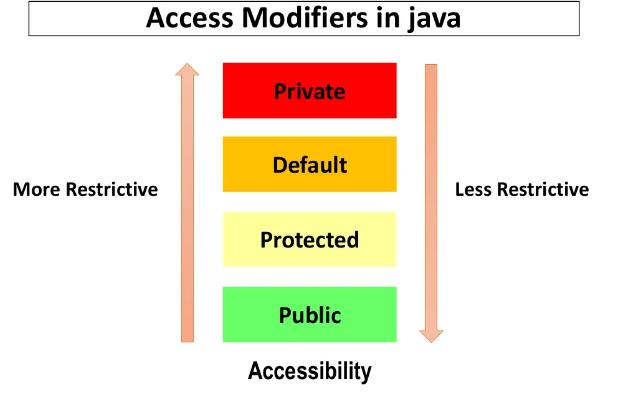 Access Modifiers in java
Private
Default
More Restrictive
Less Restrictive
Protected
Public
Accessibility